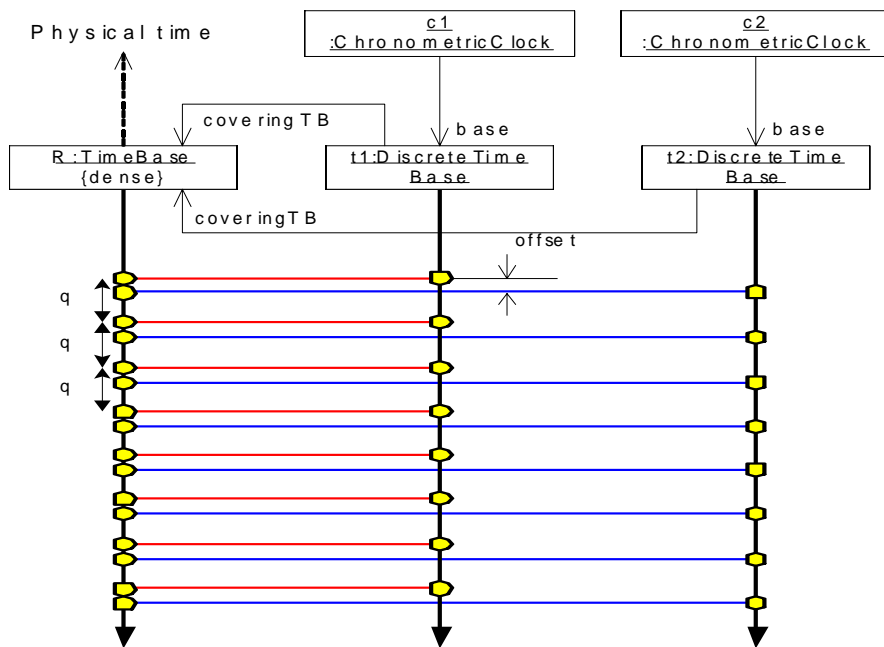 Physical time
c1
:ChronometricClock
c2
:ChronometricClock
coveringTB
base
base
R:TimeBase
{dense}
t1:DiscreteTime
Base
t2:DiscreteTime
Base
coveringTB
offset
q
q
q